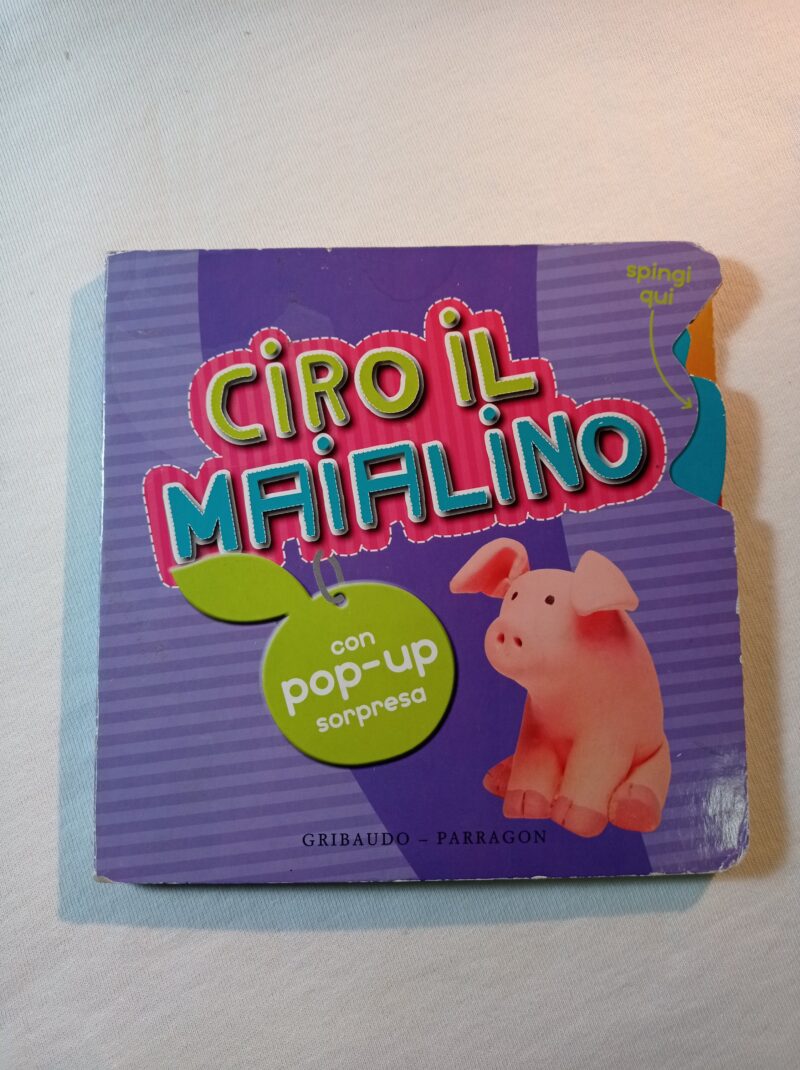 spingi
qui
CIRO IL
MAIALINO
con
pop-up
sorpresa
GRIBAUDO – PARRAGON